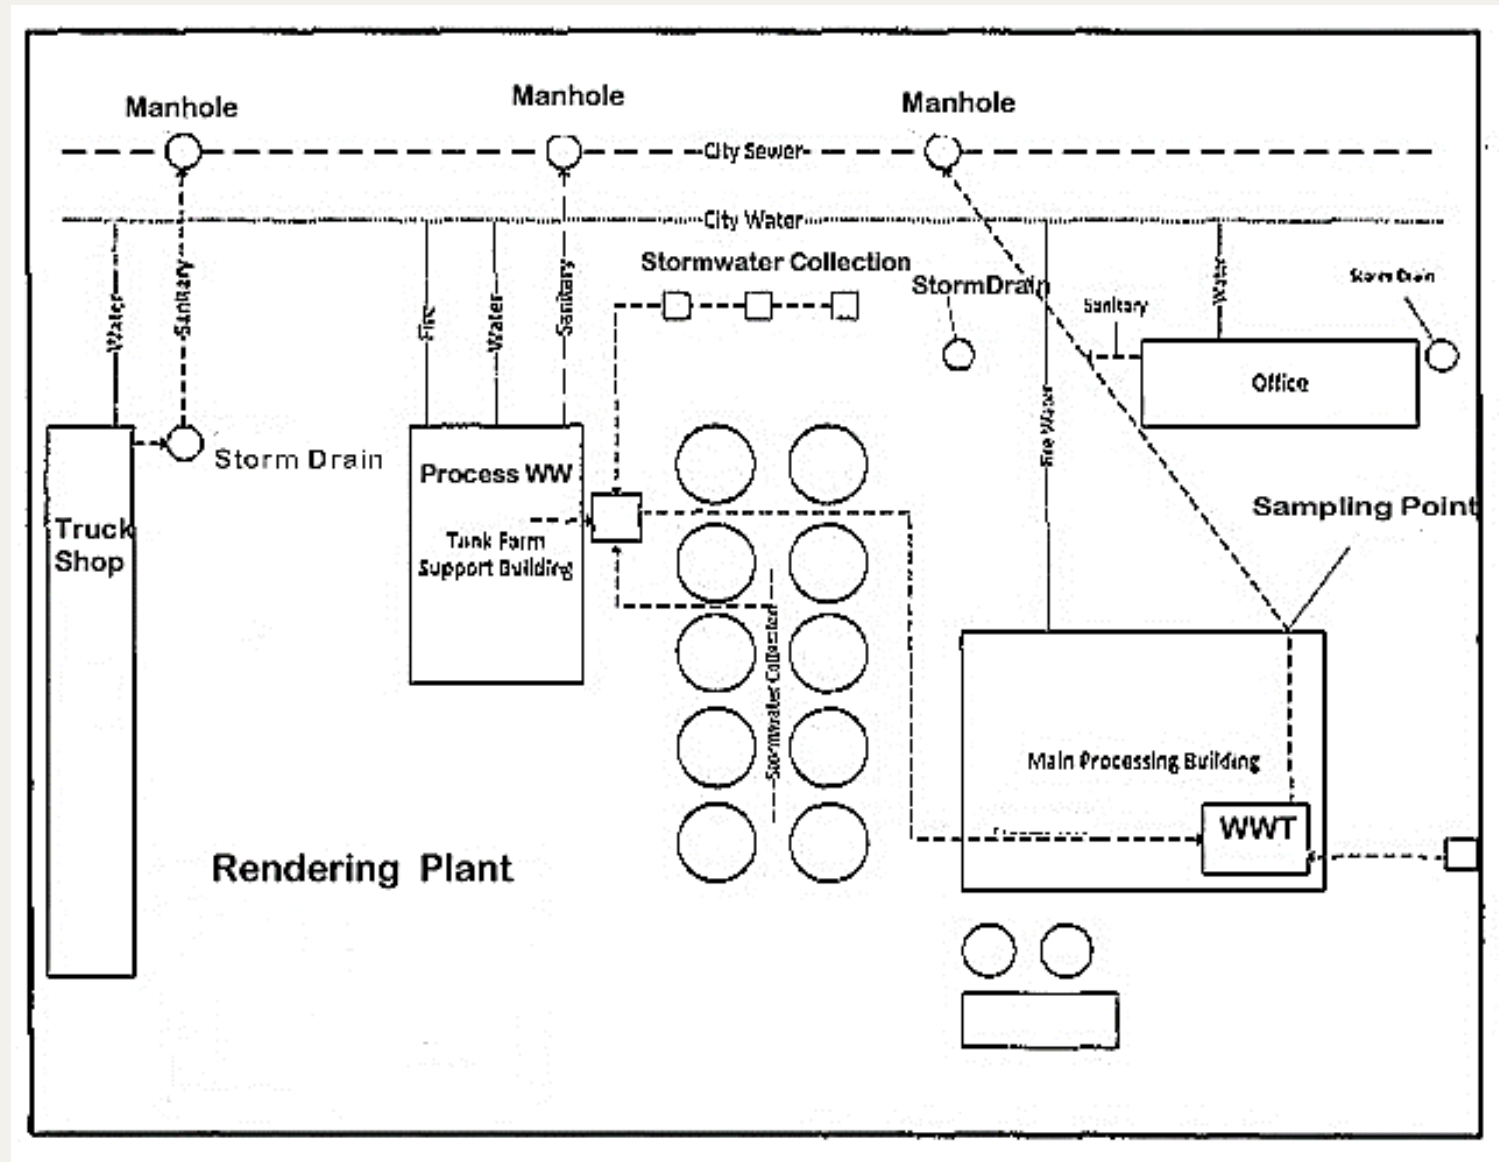 Manhole
Manhole
Manhole
City Sewer
City Water
Stormwater Collection
StormDrain
Storm Drain
Sanitary
Water
Sanitary
Fire
Water
Sanitary
Water
Office
Fire Water
Storm Drain
Process WW
Sampling Point
Truck
Shop
Tank Farm
Support Building
Stormwater Collected
Main Processing Building
WWT
Rendering Plant